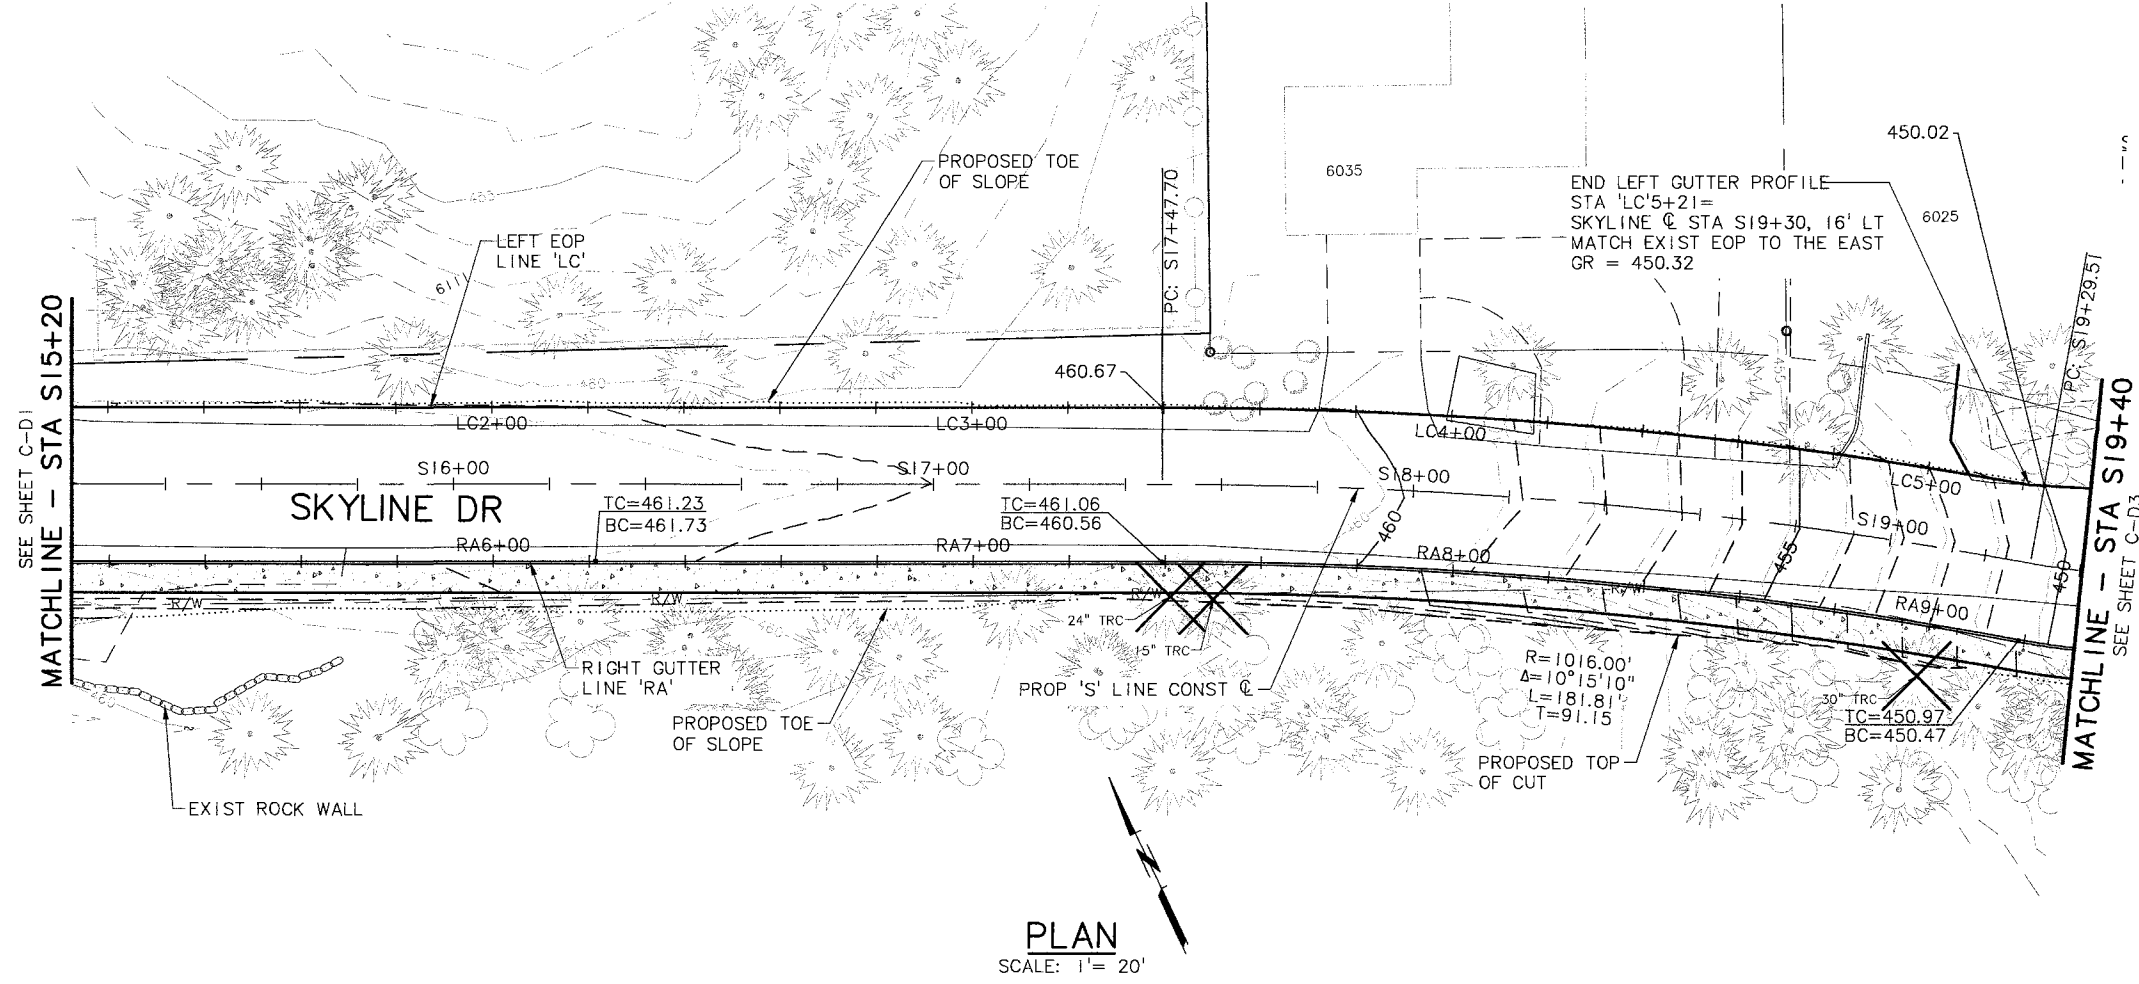 450.02
PROPOSED TOE
OF SLOPE
6035
END LEFT GUTTER PROFILE
STA 'LC'5+21=
SKYLINE ℄ STA S19+30, 16' LT
MATCH EXIST EOP TO THE EAST
GR = 450.32
6025
PC: S17+47.70
PC: S19+29.51
LEFT EOP
LINE 'LC'
6111
480
460
460.67
SEE SHEET C-D1
MATCHLINE - STA S15+20
LC2+00
LC3+00
LC4+00
LC5+00
S16+00
S17+00
S18+00
S19+00
SKYLINE DR
TC=461.23
BC=461.73
TC=461.06
BC=460.56
460
460
455
450
RA6+00
RA7+00
RA8+00
RA9+00
R/W
R/W
R/W
R/W
24" TRC
15" TRC
30" TRC
460
RIGHT GUTTER
LINE 'RA'
PROP 'S' LINE CONST ℄
R=1016.00'
Δ=10°15'10"
L=181.81'
T=91.15
TC=450.97
BC=450.47
PROPOSED TOE
OF SLOPE
PROPOSED TOP
OF CUT
EXIST ROCK WALL
MATCHLINE - STA S19+40
SEE SHEET C-D3
PLAN
SCALE: 1'= 20'